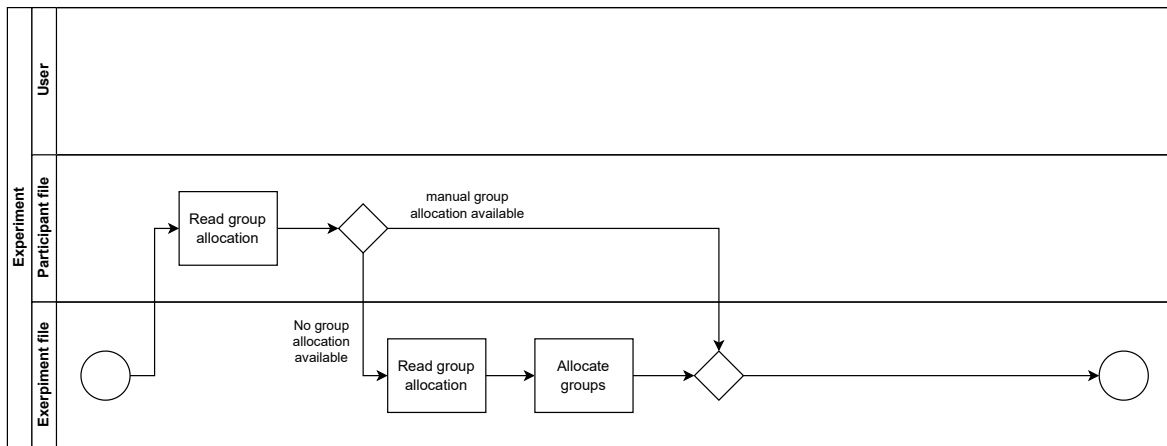 Experiment
User
Participant file
Exerpiment file
Read group
allocation
manual group
allocation available
No group
allocation
available
Read group
allocation
Allocate
groups